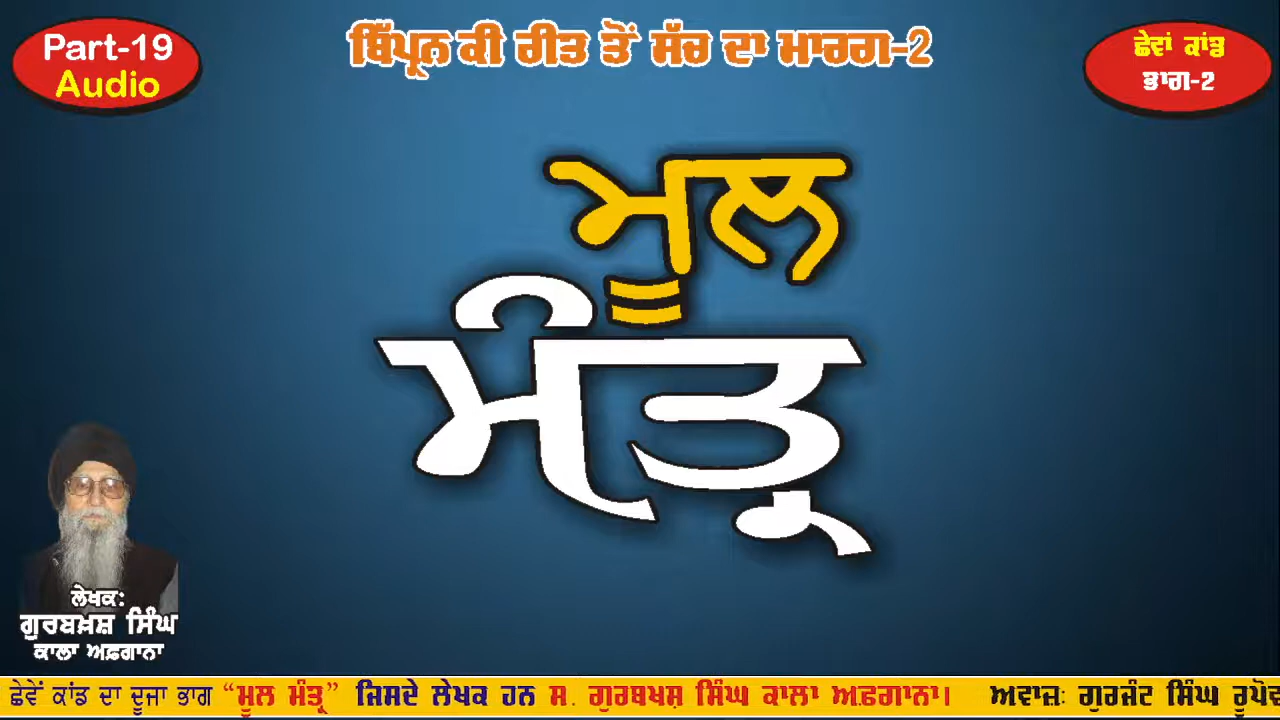 Part-19
Audio
ਬਿੱਪ੍ਰਨ ਕੀ ਰੀਤ ਤੋਂ ਸੱਚ ਦਾ ਮਾਰਗ-2
ਛੇਵਾਂ ਕਾਂਡ
ਭਾਗ-2
ਮੂਲ
ਮੰਤ੍ਰ
ਲੇਖਕ:
ਗੁਰਬਖ਼ਸ਼ ਸਿੰਘ
ਕਾਲਾ ਅਫ਼ਗਾਨਾ
ਛੇਵੇਂ ਕਾਂਡ ਦਾ ਦੂਜਾ ਭਾਗ “ਮੂਲ ਮੰਤ੍ਰ” ਜਿਸਦੇ ਲੇਖਕ ਹਨ ਸ. ਗੁਰਬਖਸ਼ ਸਿੰਘ ਕਾਲਾ ਅਫ਼ਗਾਨਾ। ਅਵਾਜ਼: ਗੁਰਜੰਟ ਸਿੰਘ